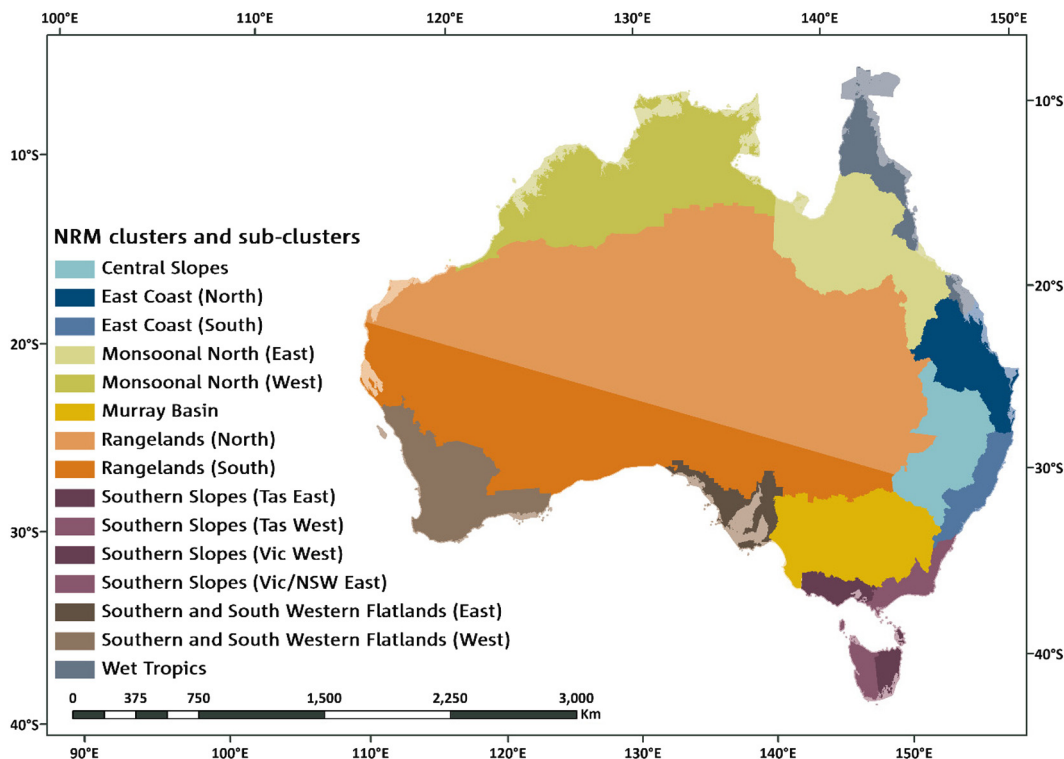 100°E 110°E 120°E 130°E 140°E 150°E
10°S
10°S
NRM clusters and sub-clusters
Central Slopes
East Coast (North)
20°S
East Coast (South)
20°S
Monsoonal North (East)
Monsoonal North (West)
Murray Basin
Rangelands (North)
Rangelands (South)
30°S
Southern Slopes (Tas East)
Southern Slopes (Tas West)
30°S
Southern Slopes (Vic West)
Southern Slopes (Vic/NSW East)
Southern and South Western Flatlands (East)
Southern and South Western Flatlands (West)
40°S
Wet Tropics
0 375 750 1,500 2,250 3,000
Km
40°S
90°E 100°E 110°E 120°E 130°E 140°E 150°E